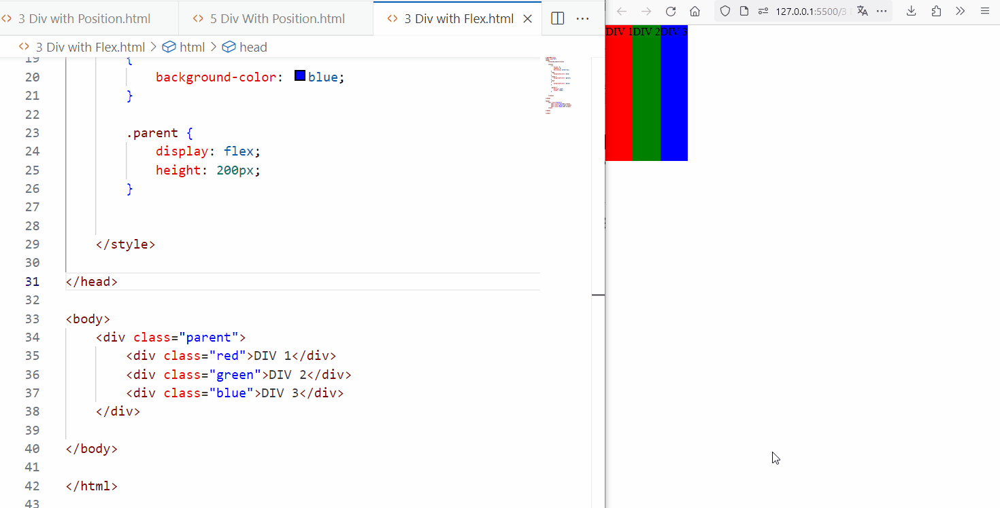 3 Div with Position.html
5 Div With Position.html
3 Div with Flex.html
127.0.0.1:5500/3
3 Div with Flex.html > html > head
19 {
20 background-color: blue;
21 }
22
23 .parent {
24 display: flex;
25 height: 200px;
26 }
27
28
29 </style>
30
31 </head>
32
33 <body>
34 <div class="parent">
35 <div class="red">DIV 1</div>
36 <div class="green">DIV 2</div>
37 <div class="blue">DIV 3</div>
38 </div>
39
40 </body>
41
42 </html>
43
DIV 1 DIV 2 DIV 3